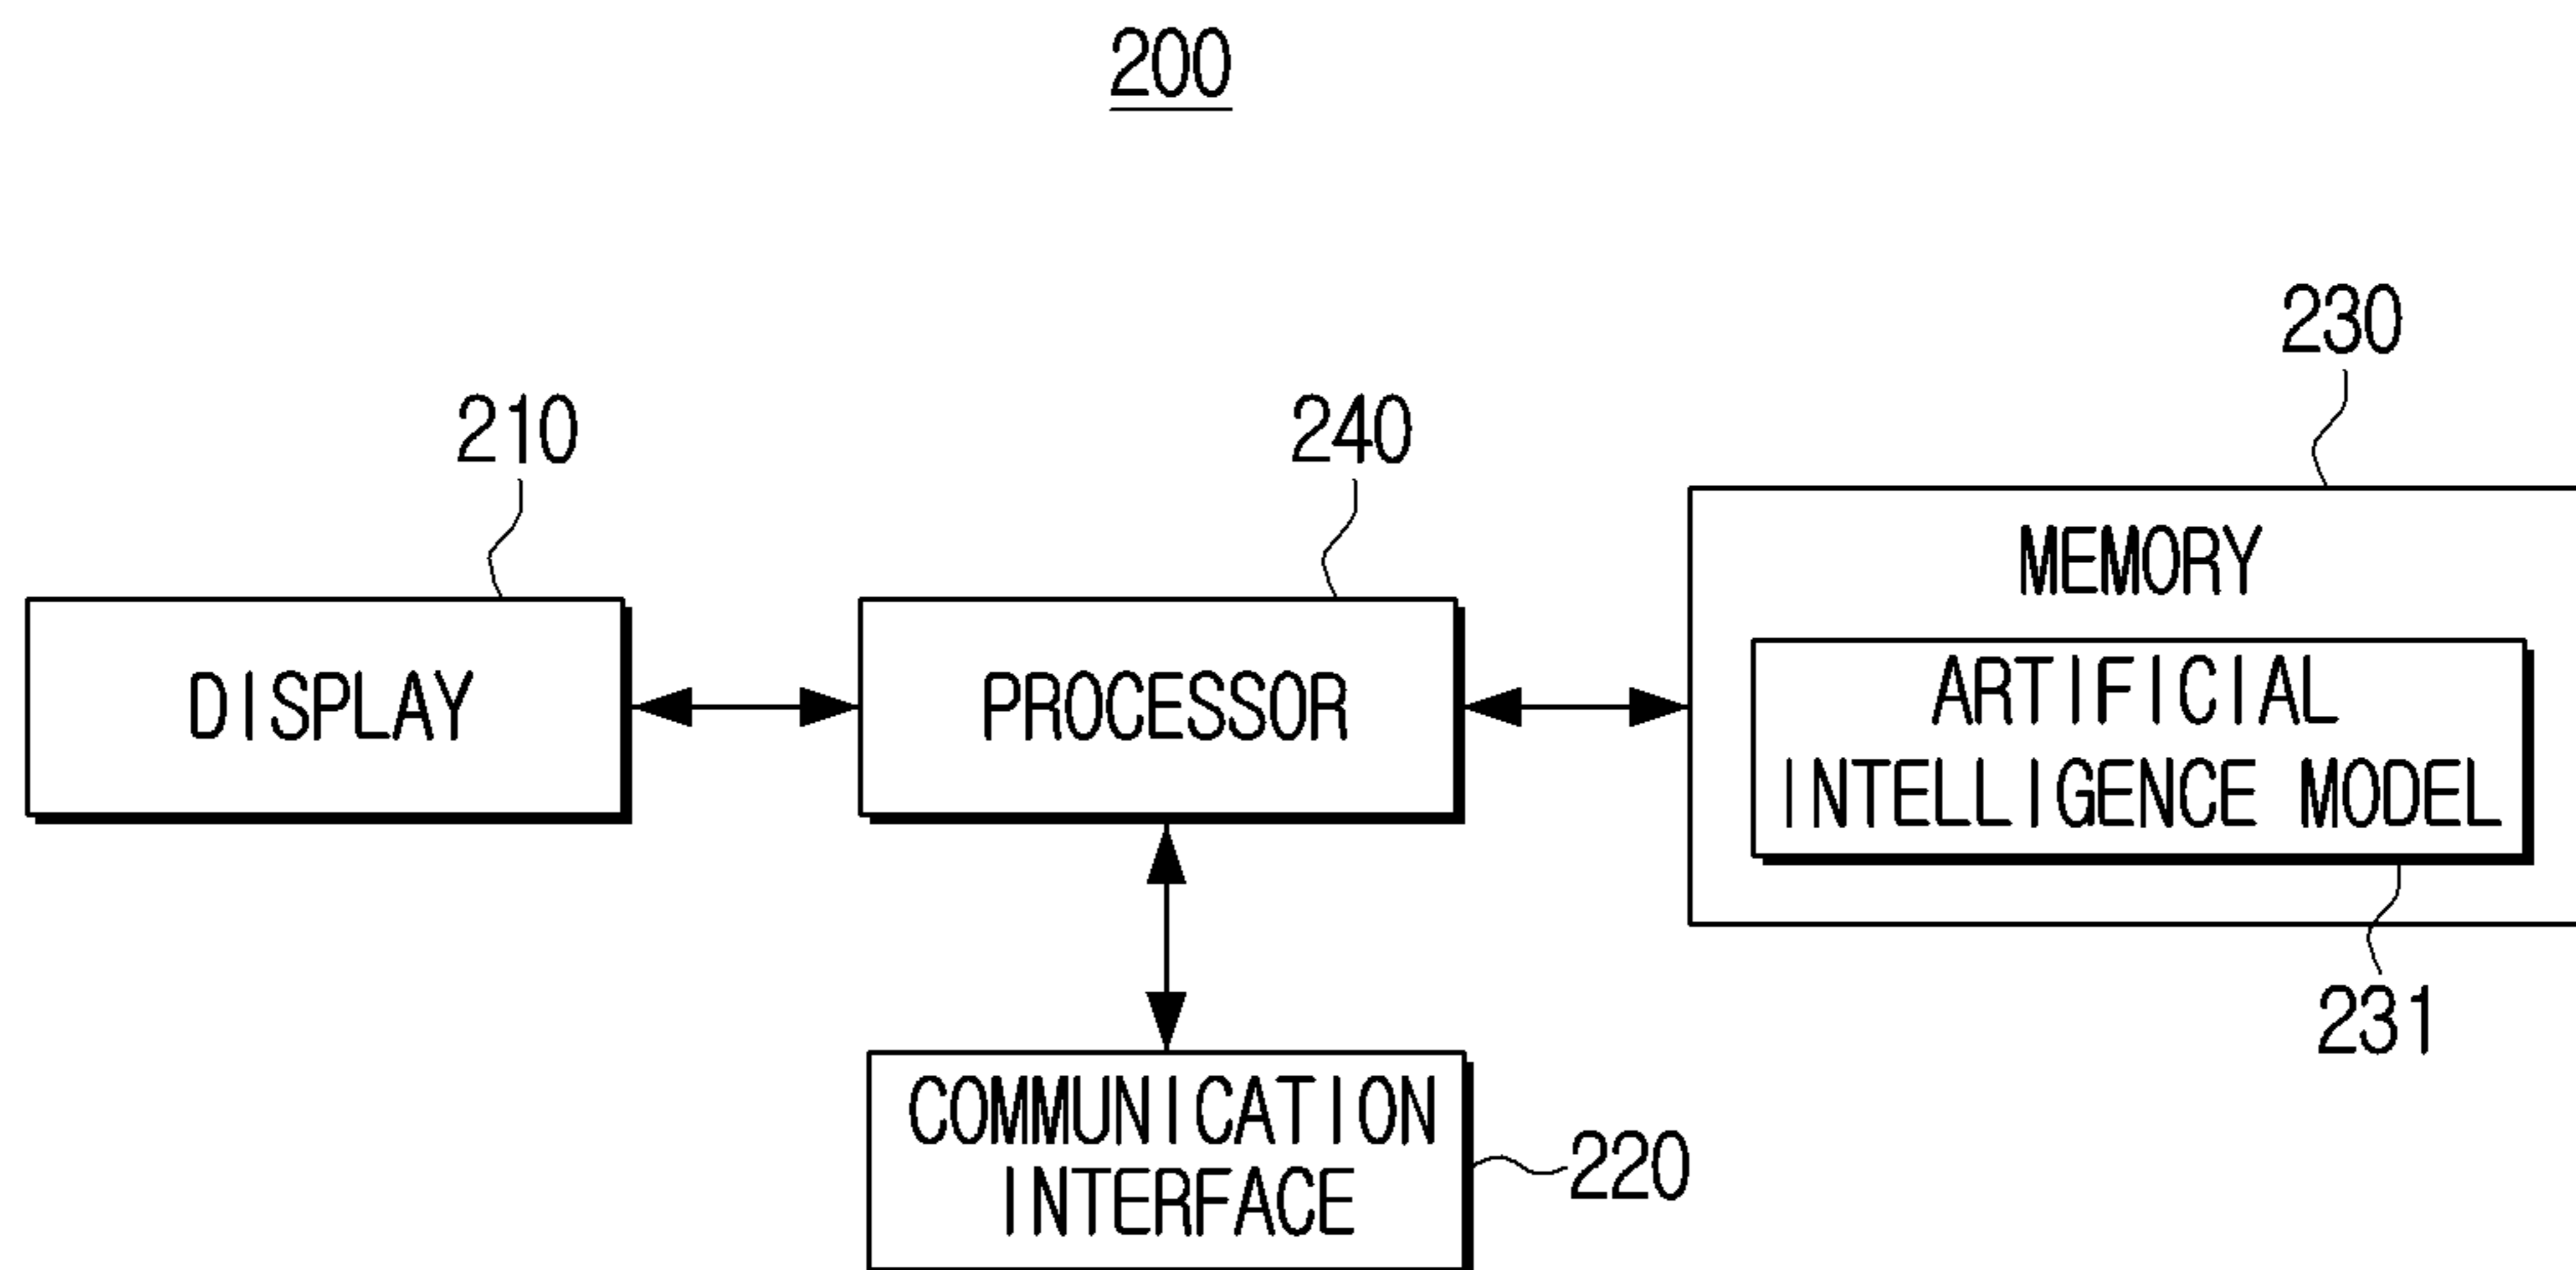 200
230
210
240
MEMORY
DISPLAY
PROCESSOR
ARTIFICIAL
INTELLIGENCE MODEL
231
COMMUNICATION
INTERFACE
220